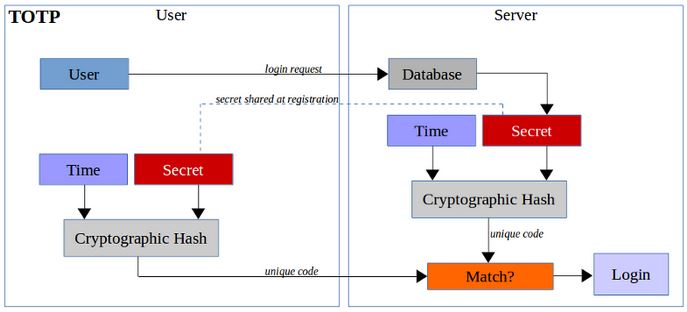 TOTP
User
Server
User
login request
Database
secret shared at registration
Time
Secret
Time
Secret
Cryptographic Hash
Cryptographic Hash
unique code
unique code
Match?
Login